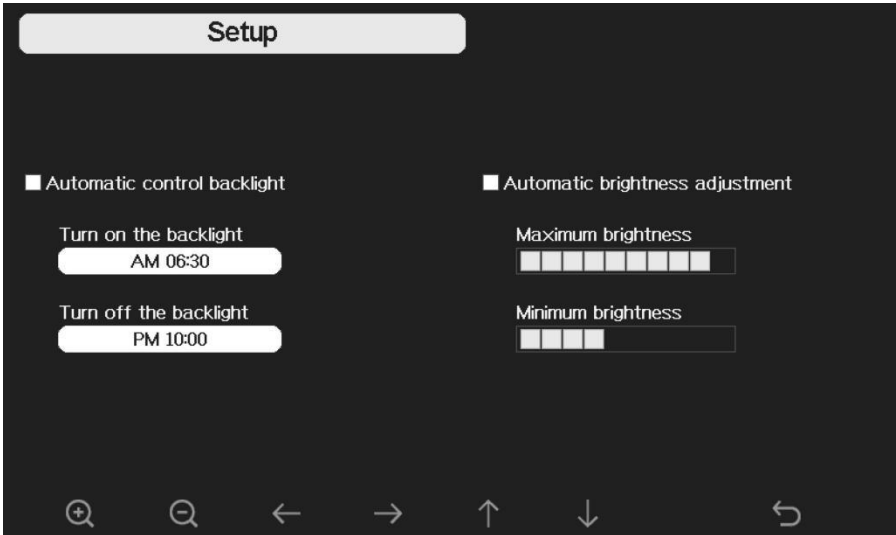 Setup
Automatic control backlight
Turn on the backlight
AM 06:30
Turn off the backlight
PM 10:00
Automatic brightness adjustment
Maximum brightness
Minimum brightness